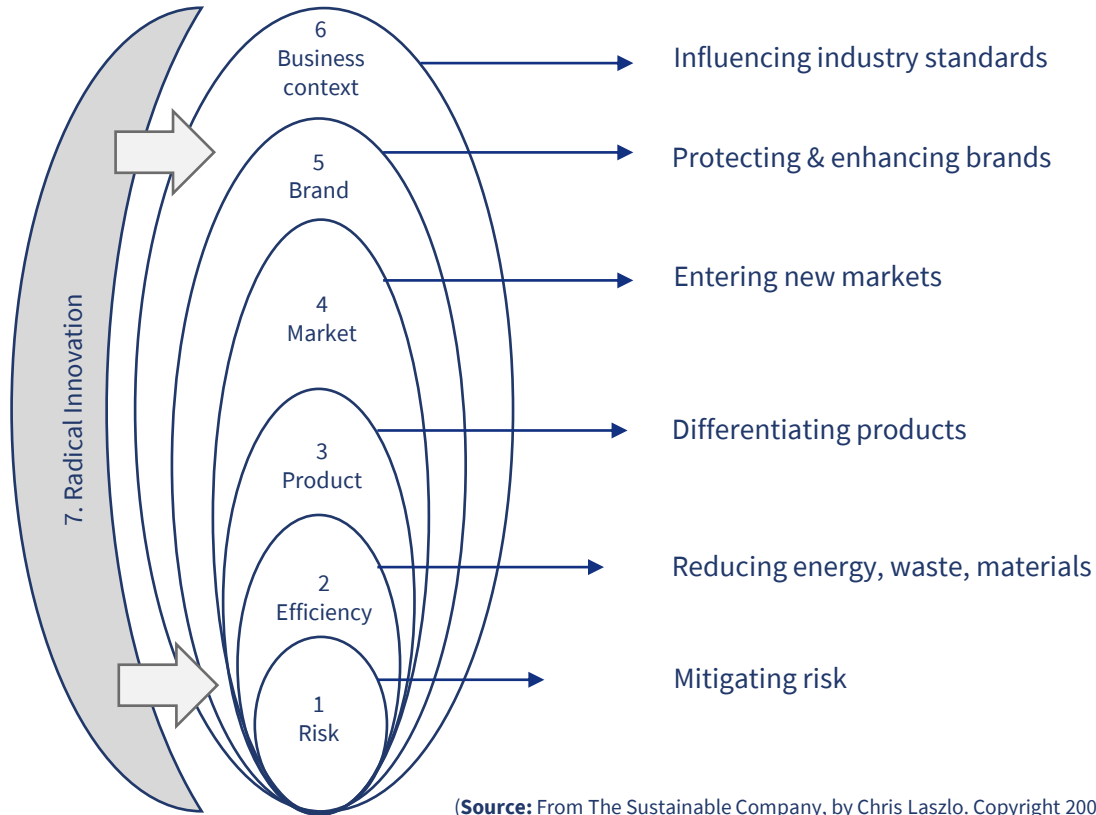 6
Business
context
Influencing industry standards
5
Brand
Protecting & enhancing brands
4
Market
Entering new markets
3
Product
Differentiating products
2
Efficiency
Reducing energy, waste, materials
1
Risk
Mitigating risk
7. Radical Innovation
(Source: From The Sustainable Company, by Chris Laszlo. Copyright 200